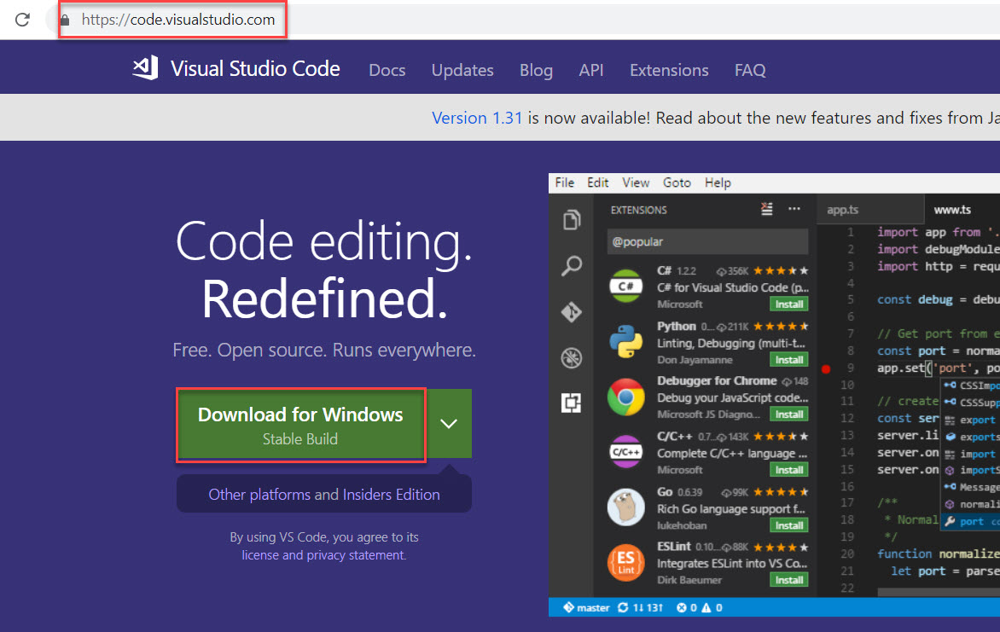 https://code.visualstudio.com
Visual Studio Code Docs Updates Blog API Extensions FAQ
Version 1.31 is now available! Read about the new features and fixes from
Code editing.
Redefined.
Free. Open source. Runs everywhere.
Download for Windows
Stable Build
Other platforms and Insiders Edition
By using VS Code, you agree to its
license and privacy statement.
File Edit View Goto Help
EXTENSIONS
@popular
C# 1.2.2 356K
C# for Visual Studio Code (p...
Microsoft Install
Python 0.... 211K
Linting, Debugging (multi-t...
Don Jayamanne Install
Debugger for Chrome 148
Debug your JavaScript code...
Microsoft JS Diagno... Install
C/C++ 0.7... 143K
C/C++
Complete C/C++ language ...
Microsoft Install
Go 0.6.39 99K
Rich Go language support f...
lukehoban Install
ESLint 0.10... 88K
ES
Lint
Integrates ESLint into VS Co...
Dirk Baeumer Install
app.ts www.ts
1 import app from '.
2 import debugModule
3 import http = requ
4
5 const debug = debu
6
7 // Get port from e
8 const port = norma
9 app.set('port', po
10
11 // create
12 const ser
13 server.li
14 server.on
15 server.on
16
17 /**
18 * Normal
19 */
20 function normalize
21 let port = parse
22
CSSImpo
CSSSupp
export
exports
import
importS
Message
normali
port co
master 1↓ 13↑ 0 0